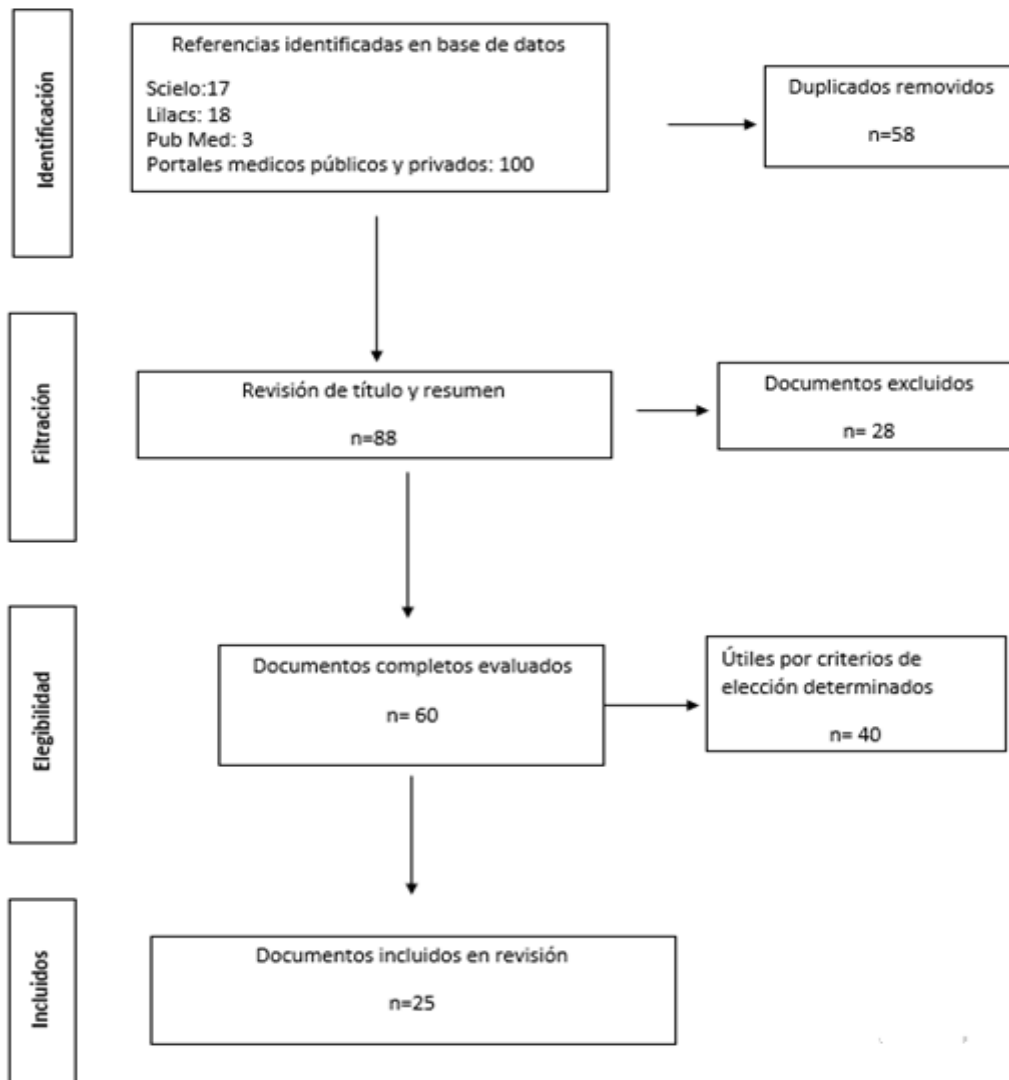 Identificación
Referencias identificadas en base de datos
Scielo:17
Lilacs: 18
Pub Med: 3
Portales medicos públicos y privados: 100
Duplicados removidos
n=58
Filtración
Revisión de título y resumen
n=88
Documentos excluidos
n= 28
Elegibilidad
Documentos completos evaluados
n= 60
Útiles por criterios de
elección determinados
n= 40
Incluidos
Documentos incluidos en revisión
n=25